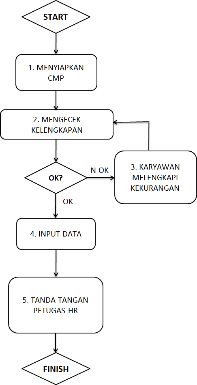 START
1. MENYIAPKAN
CMP
2. MENGECEK
KELENGKAPAN
OK?
N OK
3. KARYAWAN
MELENGKAPI
KEKURANGAN
OK
4. INPUT DATA
5. TANDA TANGAN
PETUGAS HR
FINISH